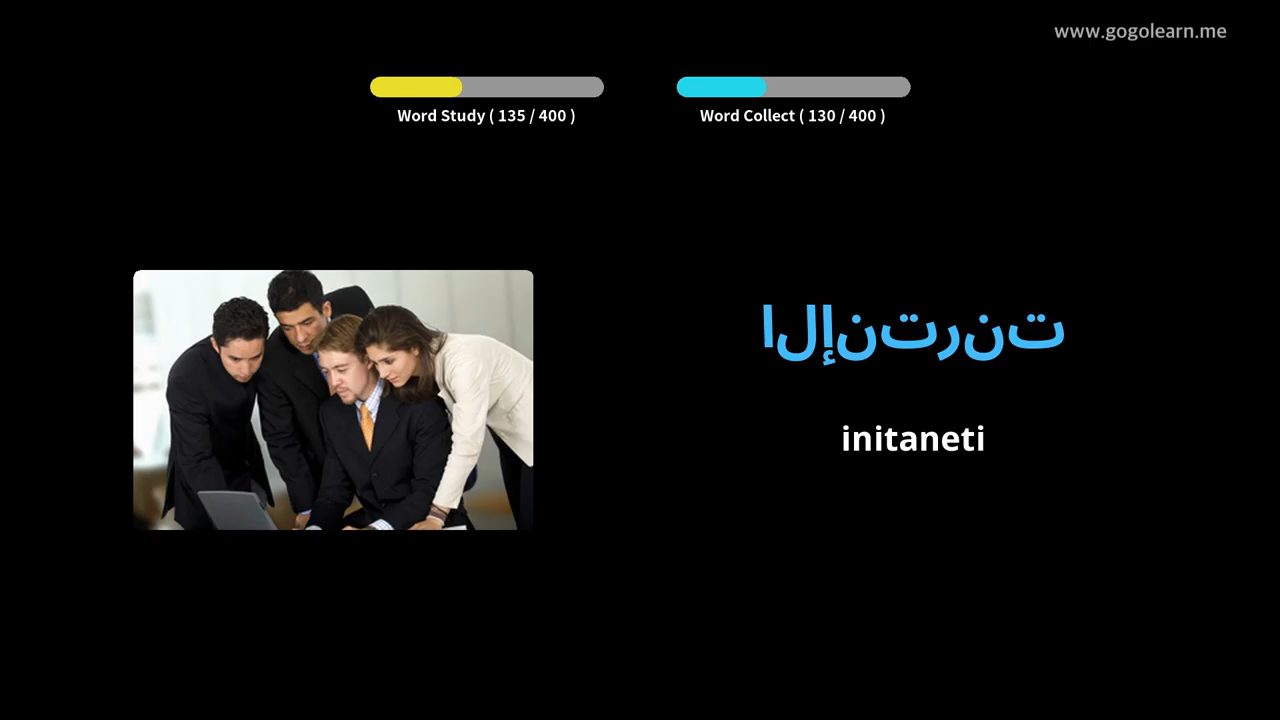 www.gogolearn.me
Word Study ( 135 / 400 )
Word Collect ( 130 / 400 )
الإنترنت
initaneti